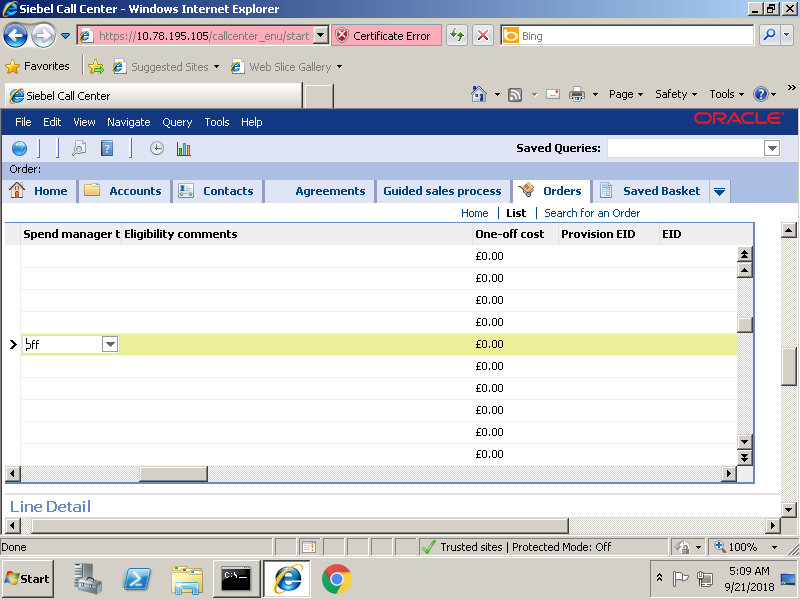 Siebel Call Center - Windows Internet Explorer
https://10.78.195.105/callcenter_enu/start
Certificate Error
Bing
Favorites
Suggested Sites
Web Slice Gallery
Siebel Call Center
Page
Safety
Tools
»
File Edit View Navigate Query Tools Help
ORACLE
Saved Queries:
Order:
Home
Accounts
Contacts
Agreements
Guided sales process
Orders
Saved Basket
Home | List | Search for an Order
Spend manager t Eligibility comments One-off cost Provision EID EID
£0.00
£0.00
£0.00
£0.00
£0.00
£0.00
£0.00
£0.00
£0.00
£0.00
Line Detail
Done
Trusted sites | Protected Mode: Off
100%
Start
5:09 AM
9/21/2018